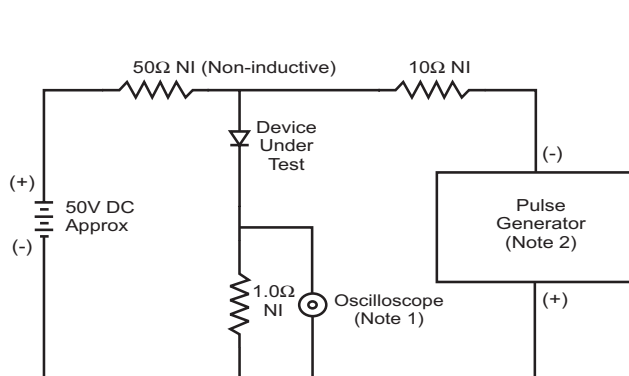 50Ω NI (Non-inductive)
10Ω NI
Device
Under
Test
(-)
(+)
50V DC
Approx
(-)
Pulse
Generator
(Note 2)
1.0Ω
NI
Oscilloscope
(Note 1)
(+)